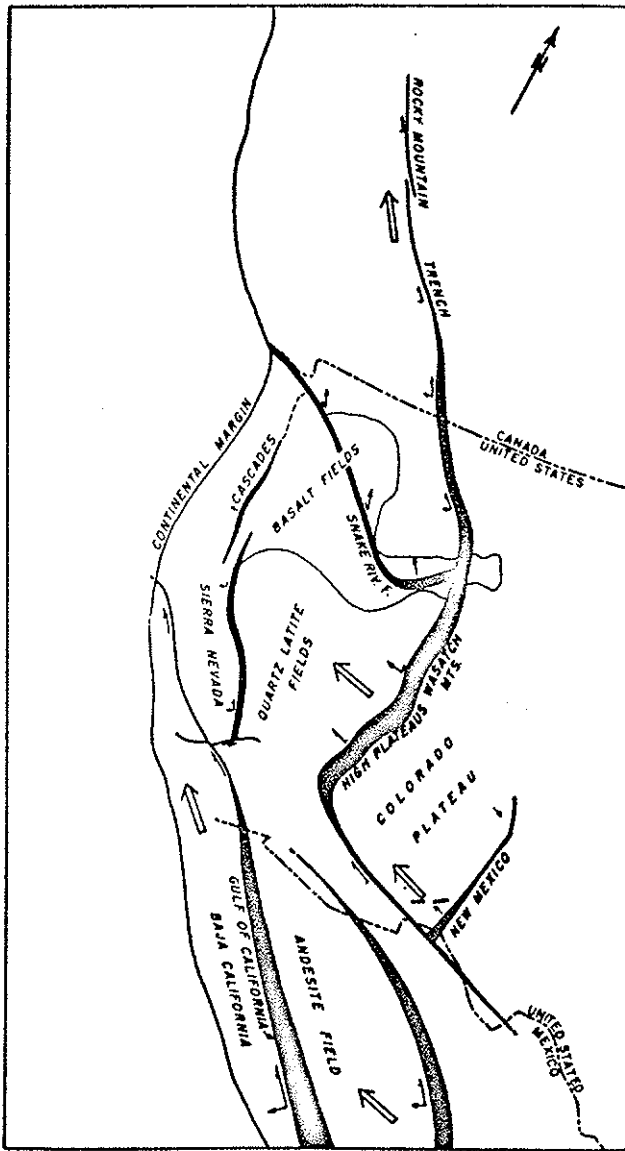 N
ROCKY MOUNTAIN
TRENCH
CANADA
UNITED STATES
CONTINENTAL MARGIN
CASCADES
BASALT FIELDS
SNAKE RIV. F.
SIERRA NEVADA
QUARTZ LATITE
FIELDS
WASATCH
MTS.
HIGH PLATEAUS
COLORADO
PLATEAU
NEW MEXICO
GULF OF CALIFORNIA
BAJA CALIFORNIA
ANDESITE FIELD
UNITED STATED
MEXICO